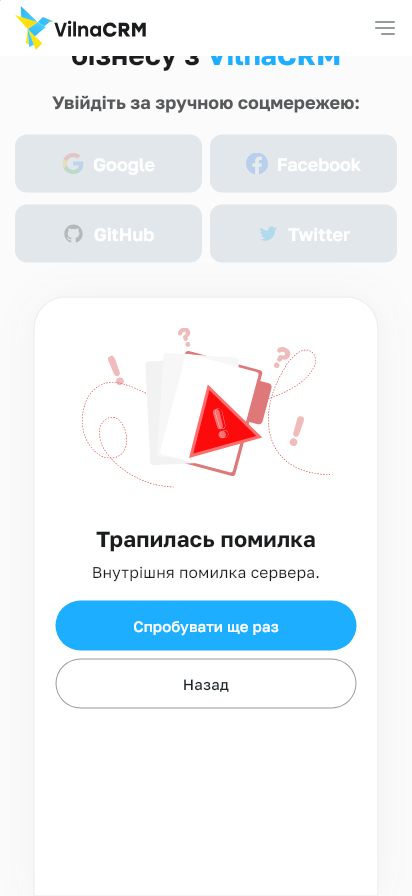 VilnaCRM
бізнесу з VilnaCRM
Увійдіть за зручною соцмережею:
Google
Facebook
GitHub
Twitter
Трапилась помилка
Внутрішня помилка сервера.
Спробувати ще раз
Назад